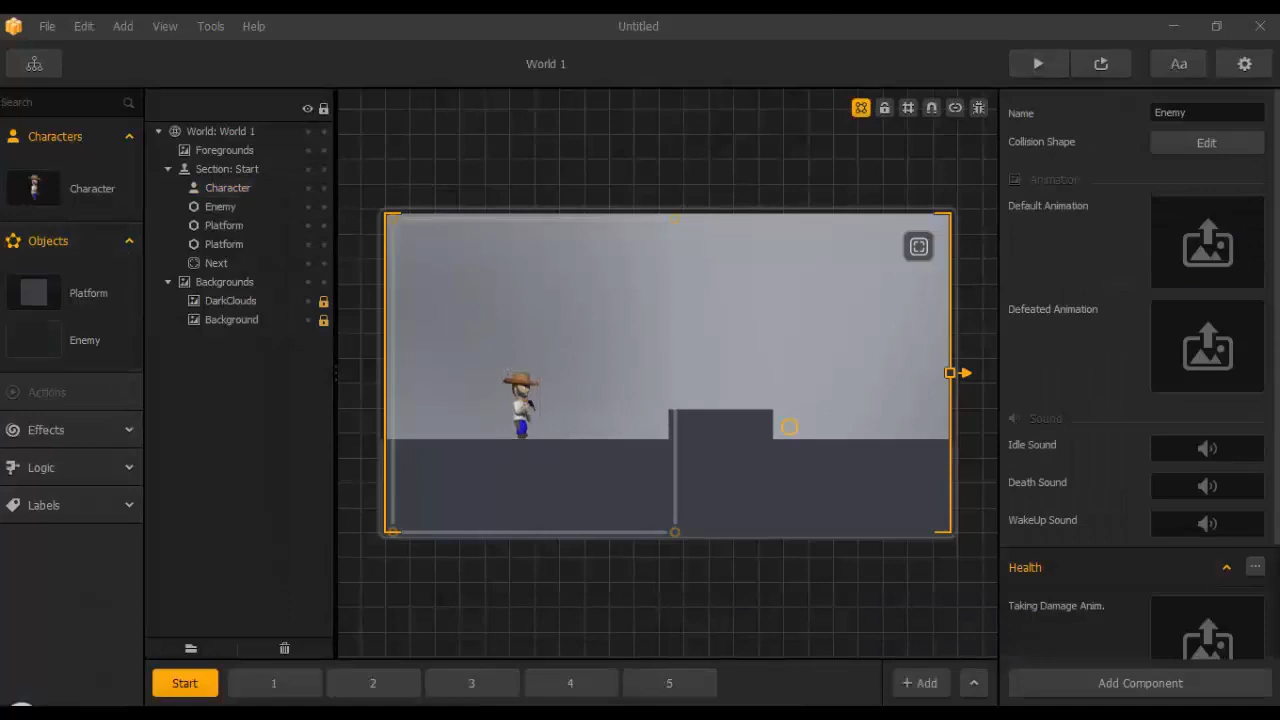 File Edit Add View Tools Help
Untitled
World 1
Aa
Search
Characters
Character
Objects
Platform
Enemy
Actions
Effects
Logic
Labels
World: World 1
Foregrounds
Section: Start
Character
Enemy
Platform
Platform
Next
Backgrounds
DarkClouds
Background
Start
1
2
3
4
5
+ Add
Name
Enemy
Collision Shape
Edit
Animation
Default Animation
Defeated Animation
Sound
Idle Sound
Death Sound
WakeUp Sound
Health
Taking Damage Anim.
Add Component